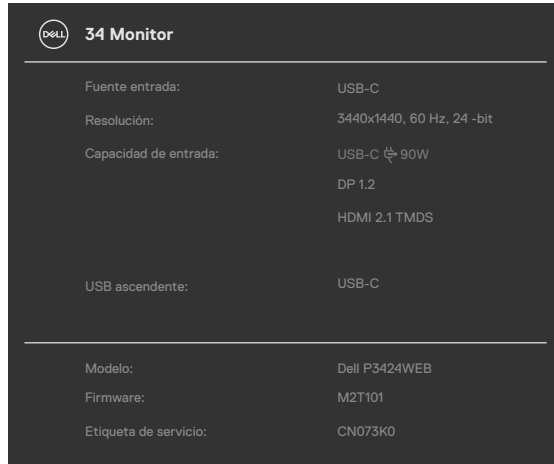 DELL 34 Monitor
Fuente entrada: USB-C
Resolución: 3440x1440, 60 Hz, 24 -bit
Capacidad de entrada: USB-C 90W
DP 1.2
HDMI 2.1 TMDS
USB ascendente: USB-C
Modelo: Dell P3424WEB
Firmware: M2T101
Etiqueta de servicio: CN073K0